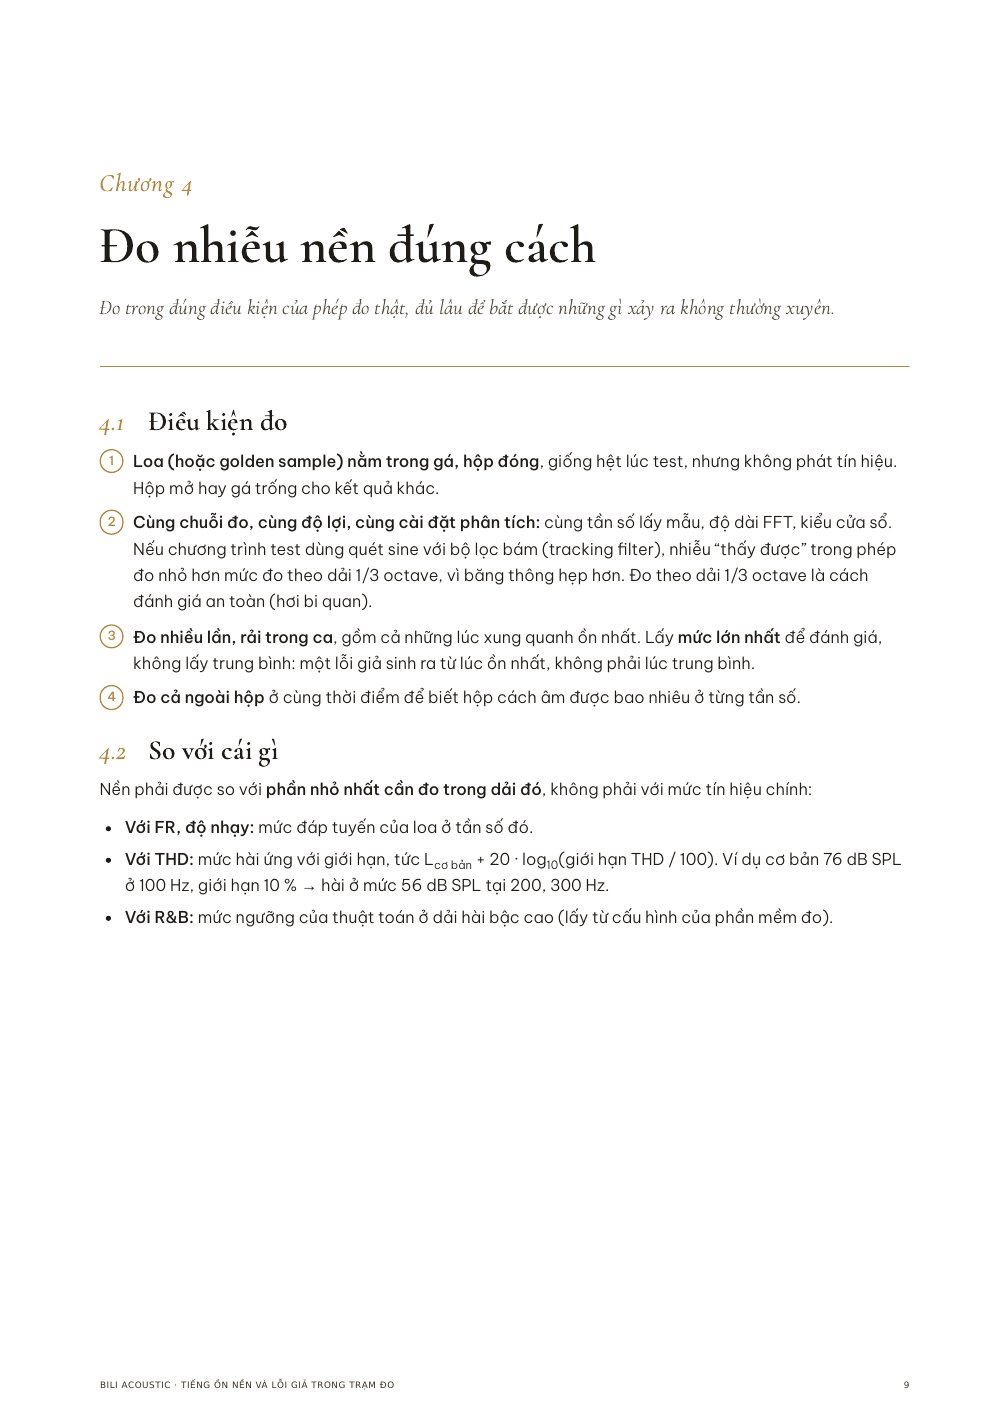 Chương 4
Đo nhiễu nền đúng cách
Đo trong đúng điều kiện của phép đo thật, đủ lâu để bắt được những gì xảy ra không thường xuyên.
4.1 Điều kiện đo
1 Loa (hoặc golden sample) nằm trong gá, hộp đóng, giống hệt lúc test, nhưng không phát tín hiệu.
Hộp mở hay gá trống cho kết quả khác.
2 Cùng chuỗi đo, cùng độ lợi, cùng cài đặt phân tích: cùng tần số lấy mẫu, độ dài FFT, kiểu cửa sổ.
Nếu chương trình test dùng quét sine với bộ lọc bám (tracking filter), nhiễu “thấy được” trong phép
đo nhỏ hơn mức đo theo dải 1/3 octave, vì băng thông hẹp hơn. Đo theo dải 1/3 octave là cách
đánh giá an toàn (hơi bi quan).
3 Đo nhiều lần, rải trong ca, gồm cả những lúc xung quanh ồn nhất. Lấy mức lớn nhất để đánh giá,
không lấy trung bình: một lỗi giả sinh ra từ lúc ồn nhất, không phải lúc trung bình.
4 Đo cả ngoài hộp ở cùng thời điểm để biết hộp cách âm được bao nhiêu ở từng tần số.
4.2 So với cái gì
Nền phải được so với phần nhỏ nhất cần đo trong dải đó, không phải với mức tín hiệu chính:
• Với FR, độ nhạy: mức đáp tuyến của loa ở tần số đó.
• Với THD: mức hài ứng với giới hạn, tức Lcơ bản + 20 · log10(giới hạn THD / 100). Ví dụ cơ bản 76 dB SPL
ở 100 Hz, giới hạn 10 % → hài ở mức 56 dB SPL tại 200, 300 Hz.
• Với R&B: mức ngưỡng của thuật toán ở dải hài bậc cao (lấy từ cấu hình của phần mềm đo).
BILI ACOUSTIC · TIẾNG ỒN NỀN VÀ LỖI GIẢ TRONG TRẠM ĐO 9